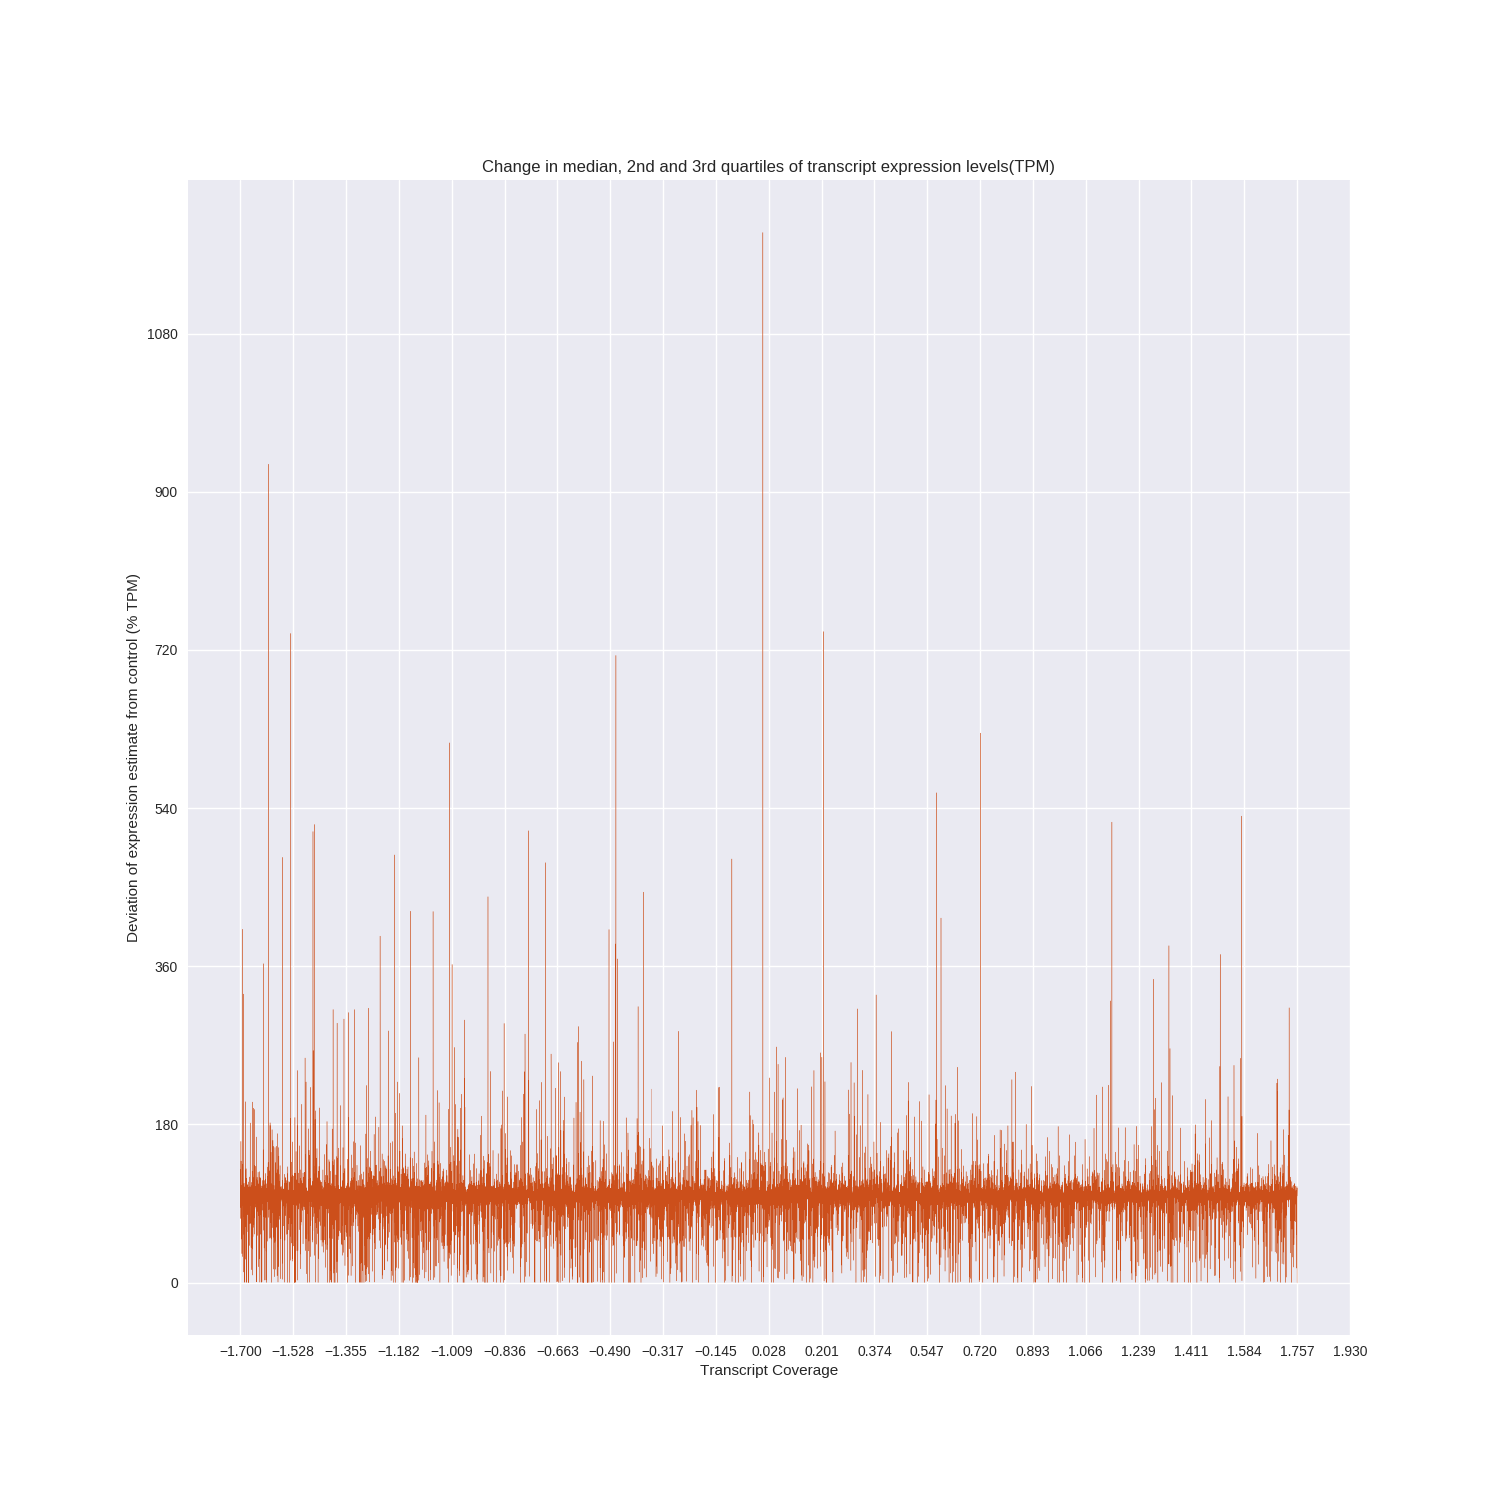 Change in median, 2nd and 3rd quartiles of transcript expression levels(TPM)
Deviation of expression estimate from control (% TPM)
1080
900
720
540
360
180
0
−1.700 −1.528 −1.355 −1.182 −1.009 −0.836 −0.663 −0.490 −0.317 −0.145 0.028 0.201 0.374 0.547 0.720 0.893 1.066 1.239 1.411 1.584 1.757 1.930
Transcript Coverage